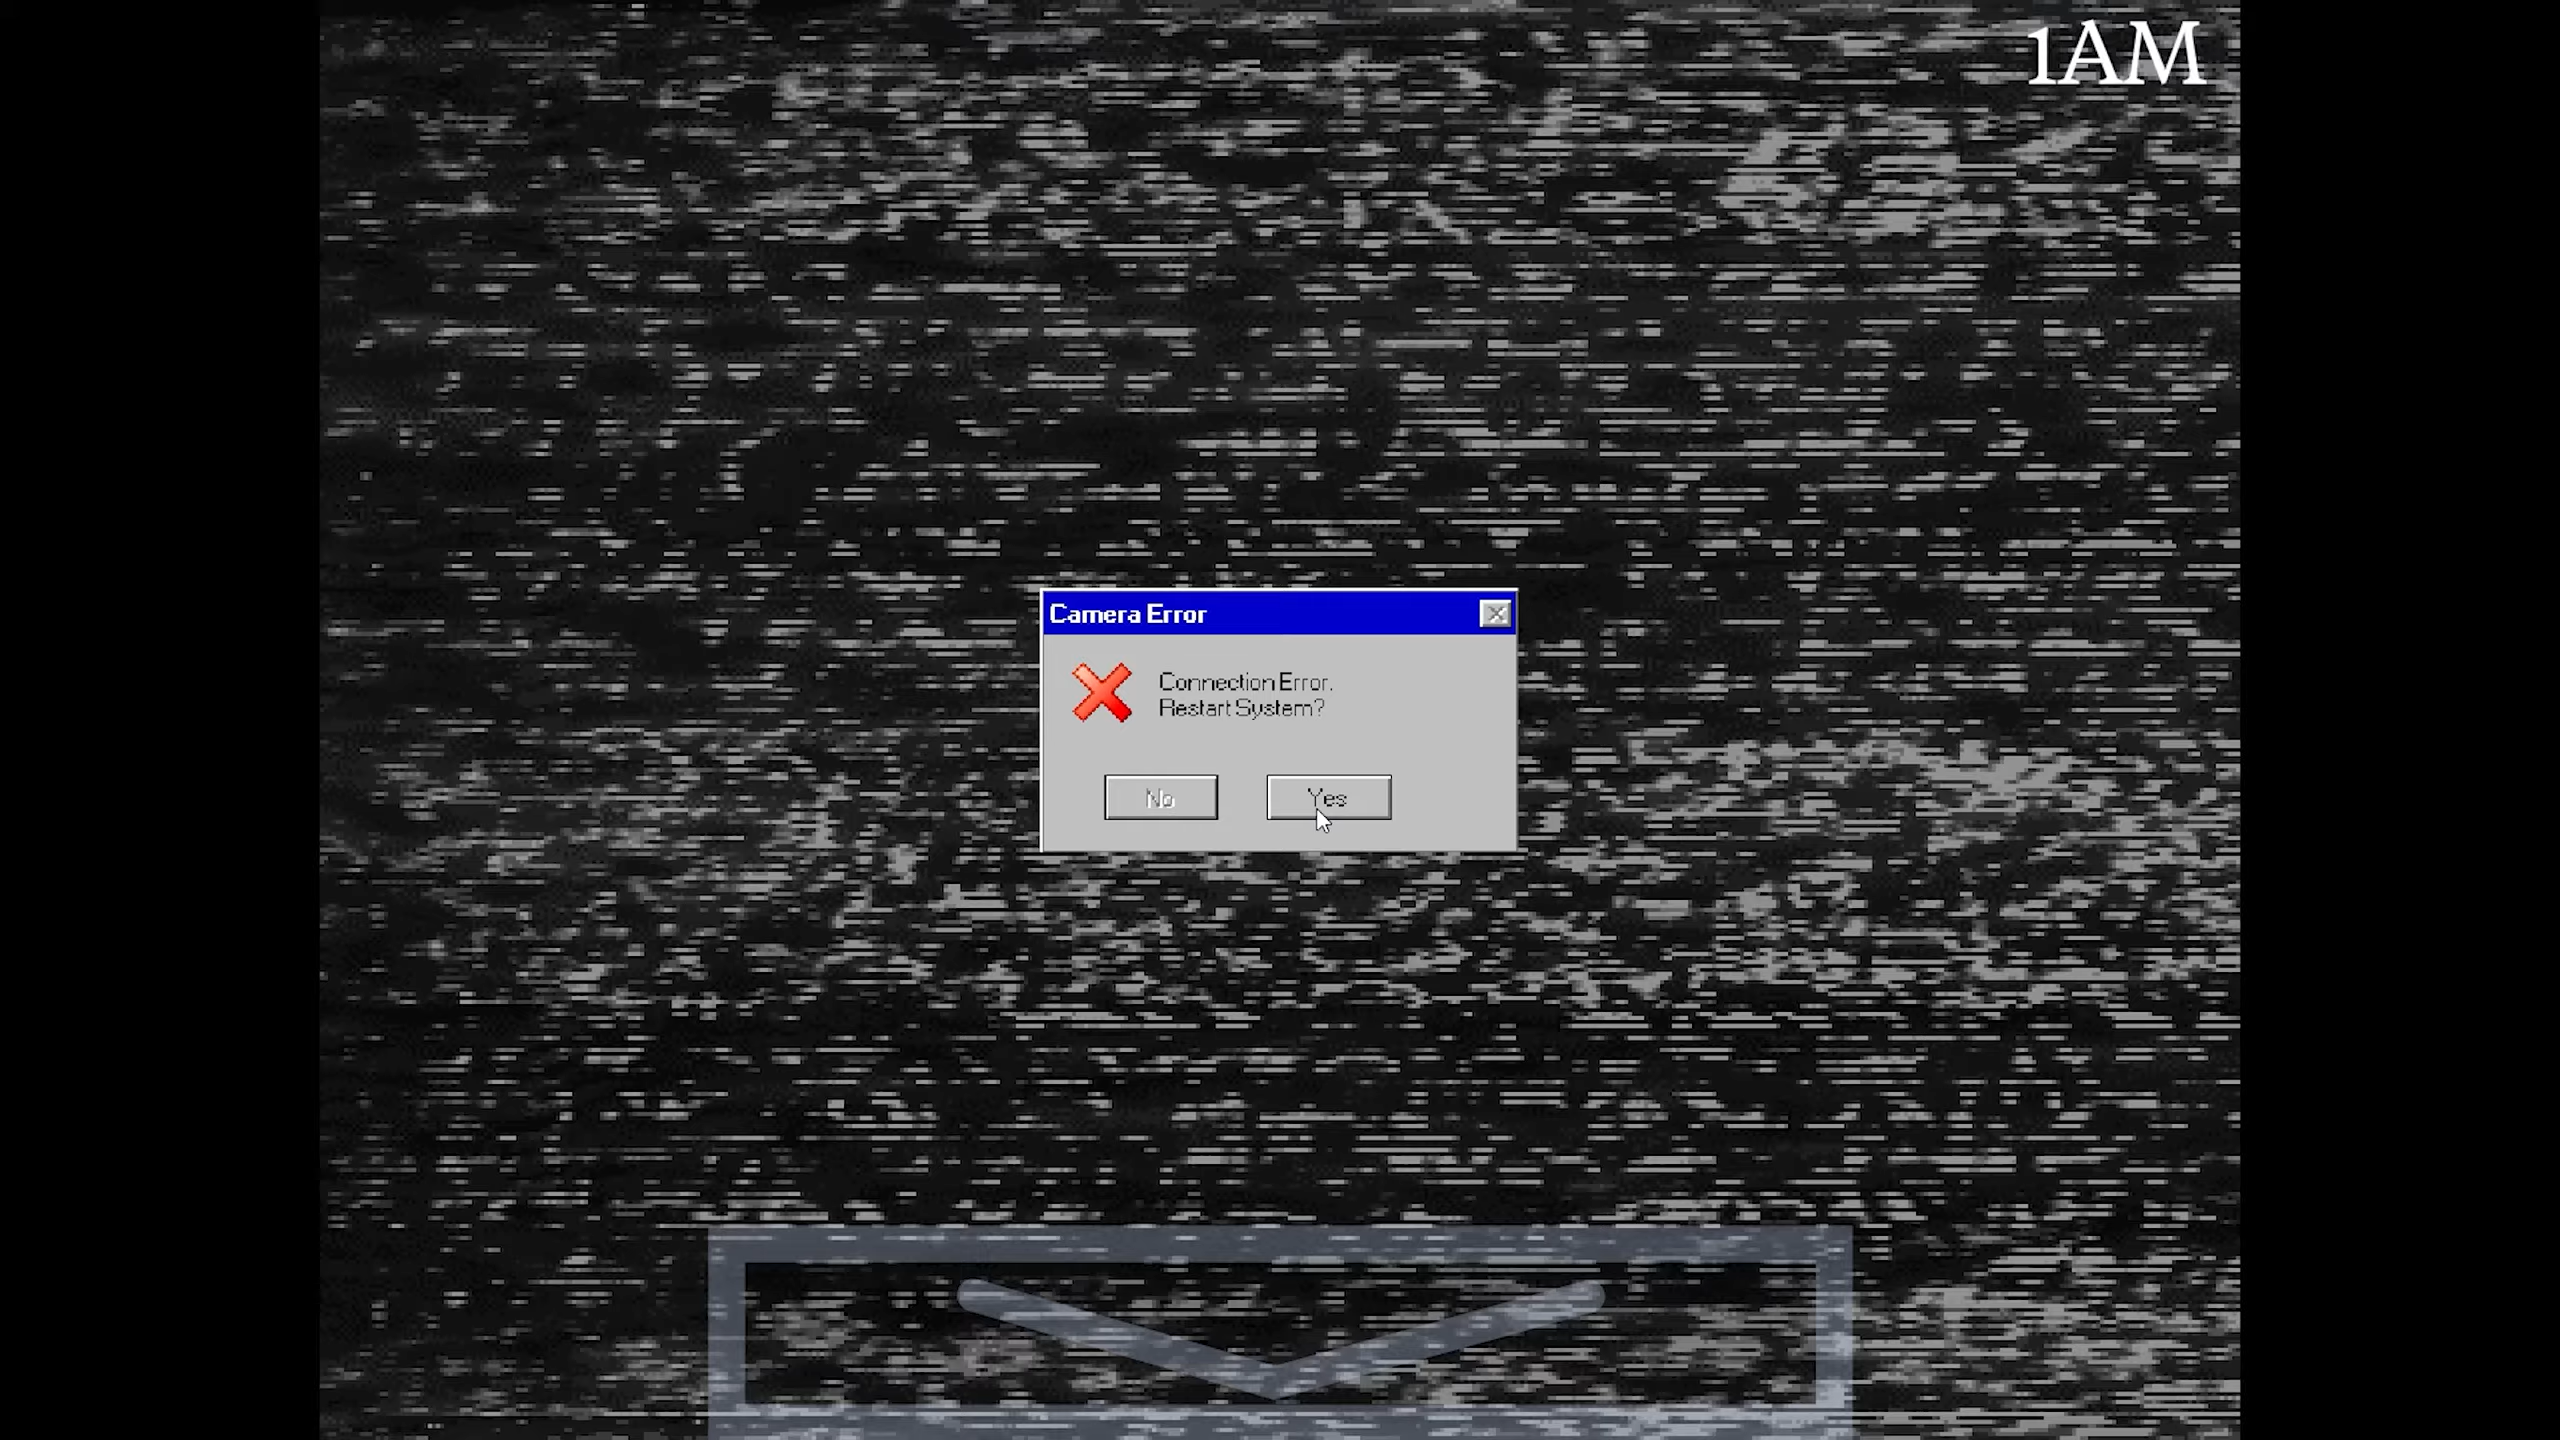 1AM
Camera Error
Connection Error.
Restart System?
No
Yes